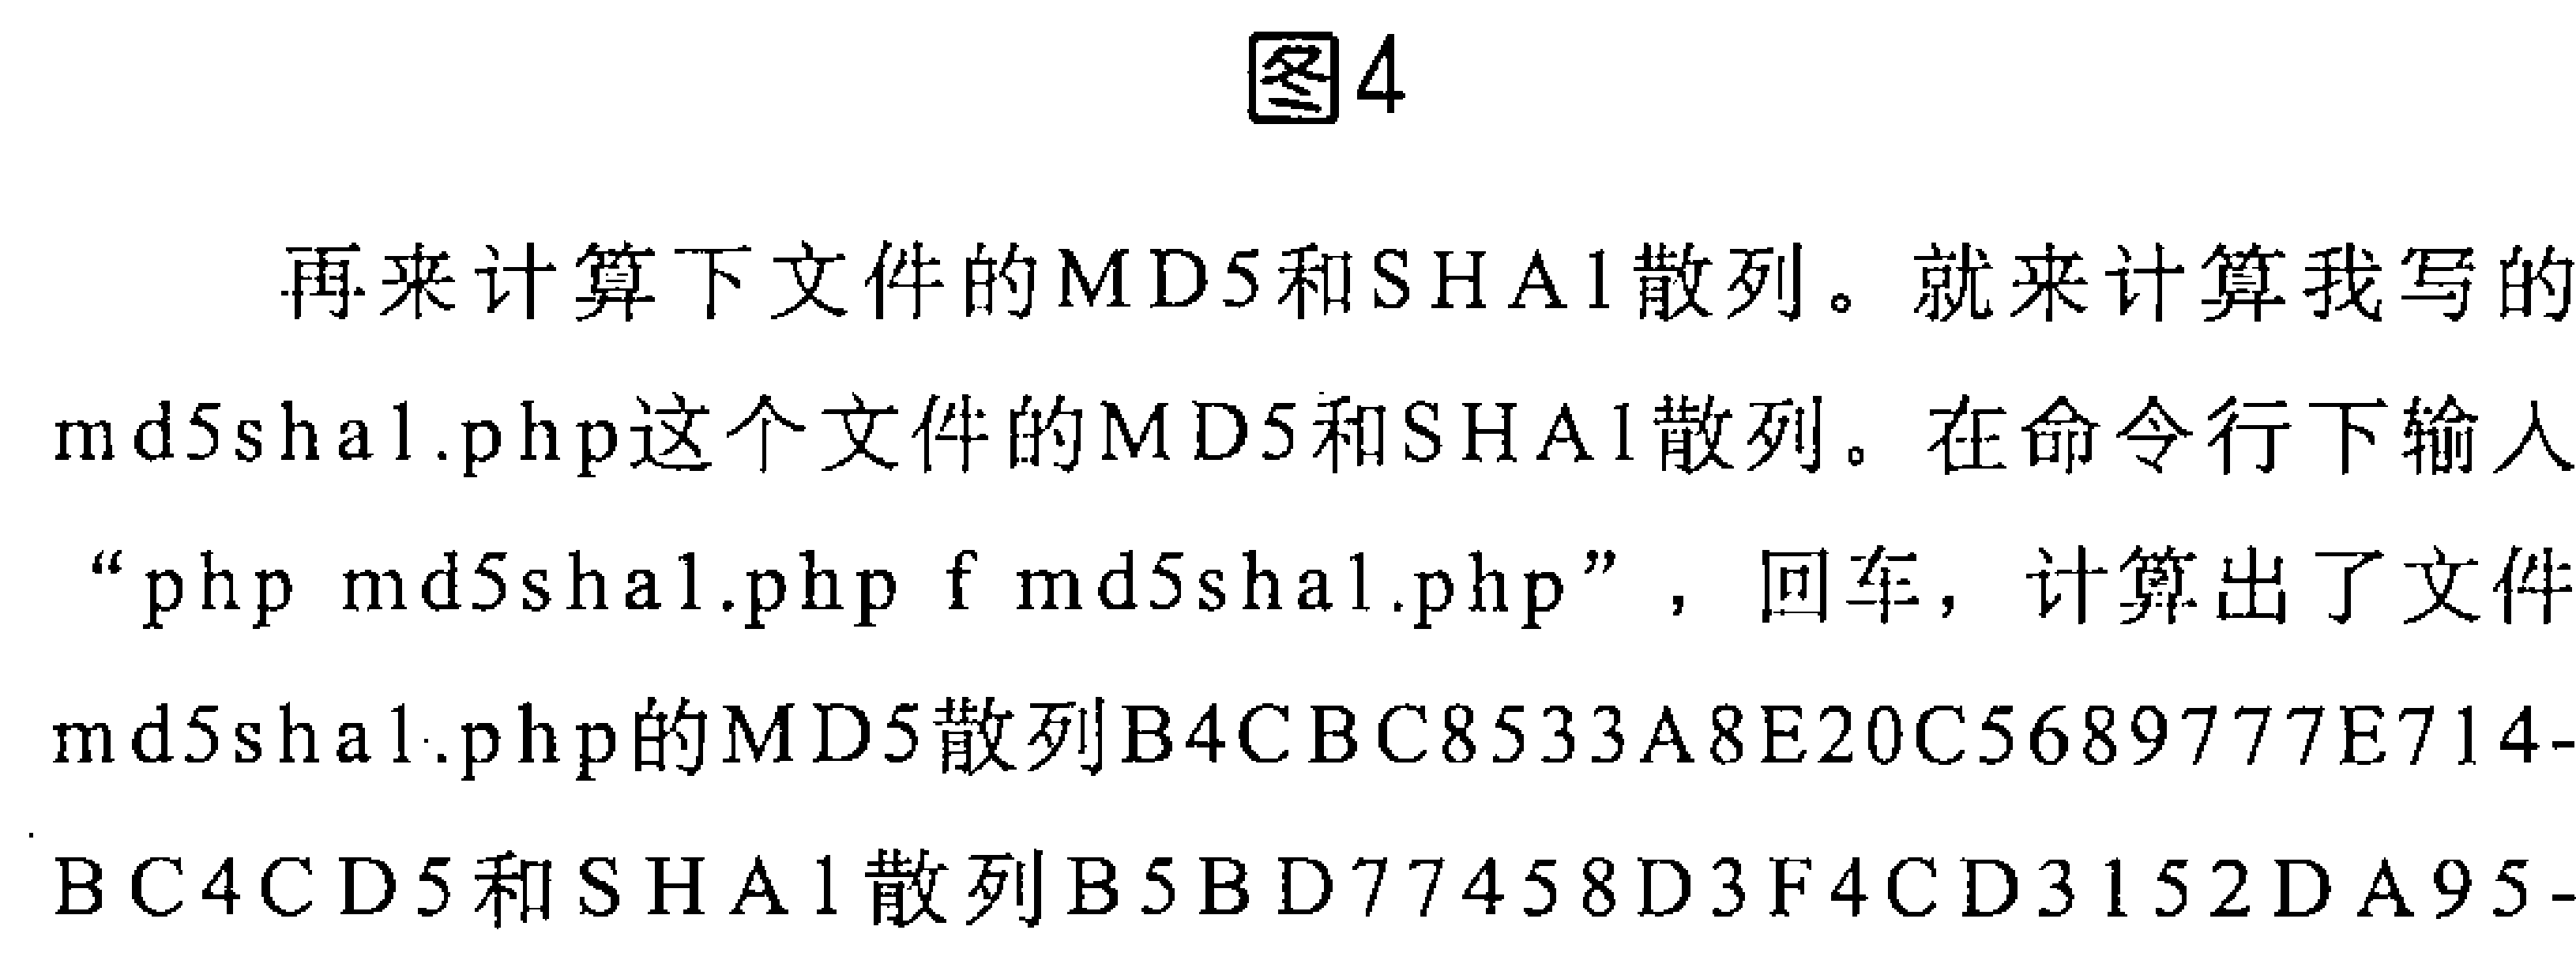 图4
再来计算下文件的MD5和SHA1散列。就来计算我写的
md5sha1.php这个文件的MD5和SHA1散列。在命令行下输入
“php md5sha1.php f md5sha1.php”，回车，计算出了文件
md5sha1.php的MD5散列B4CBC8533A8E20C5689777E714-
BC4CD5和SHA1散列B5BD77458D3F4CD3152DA95-